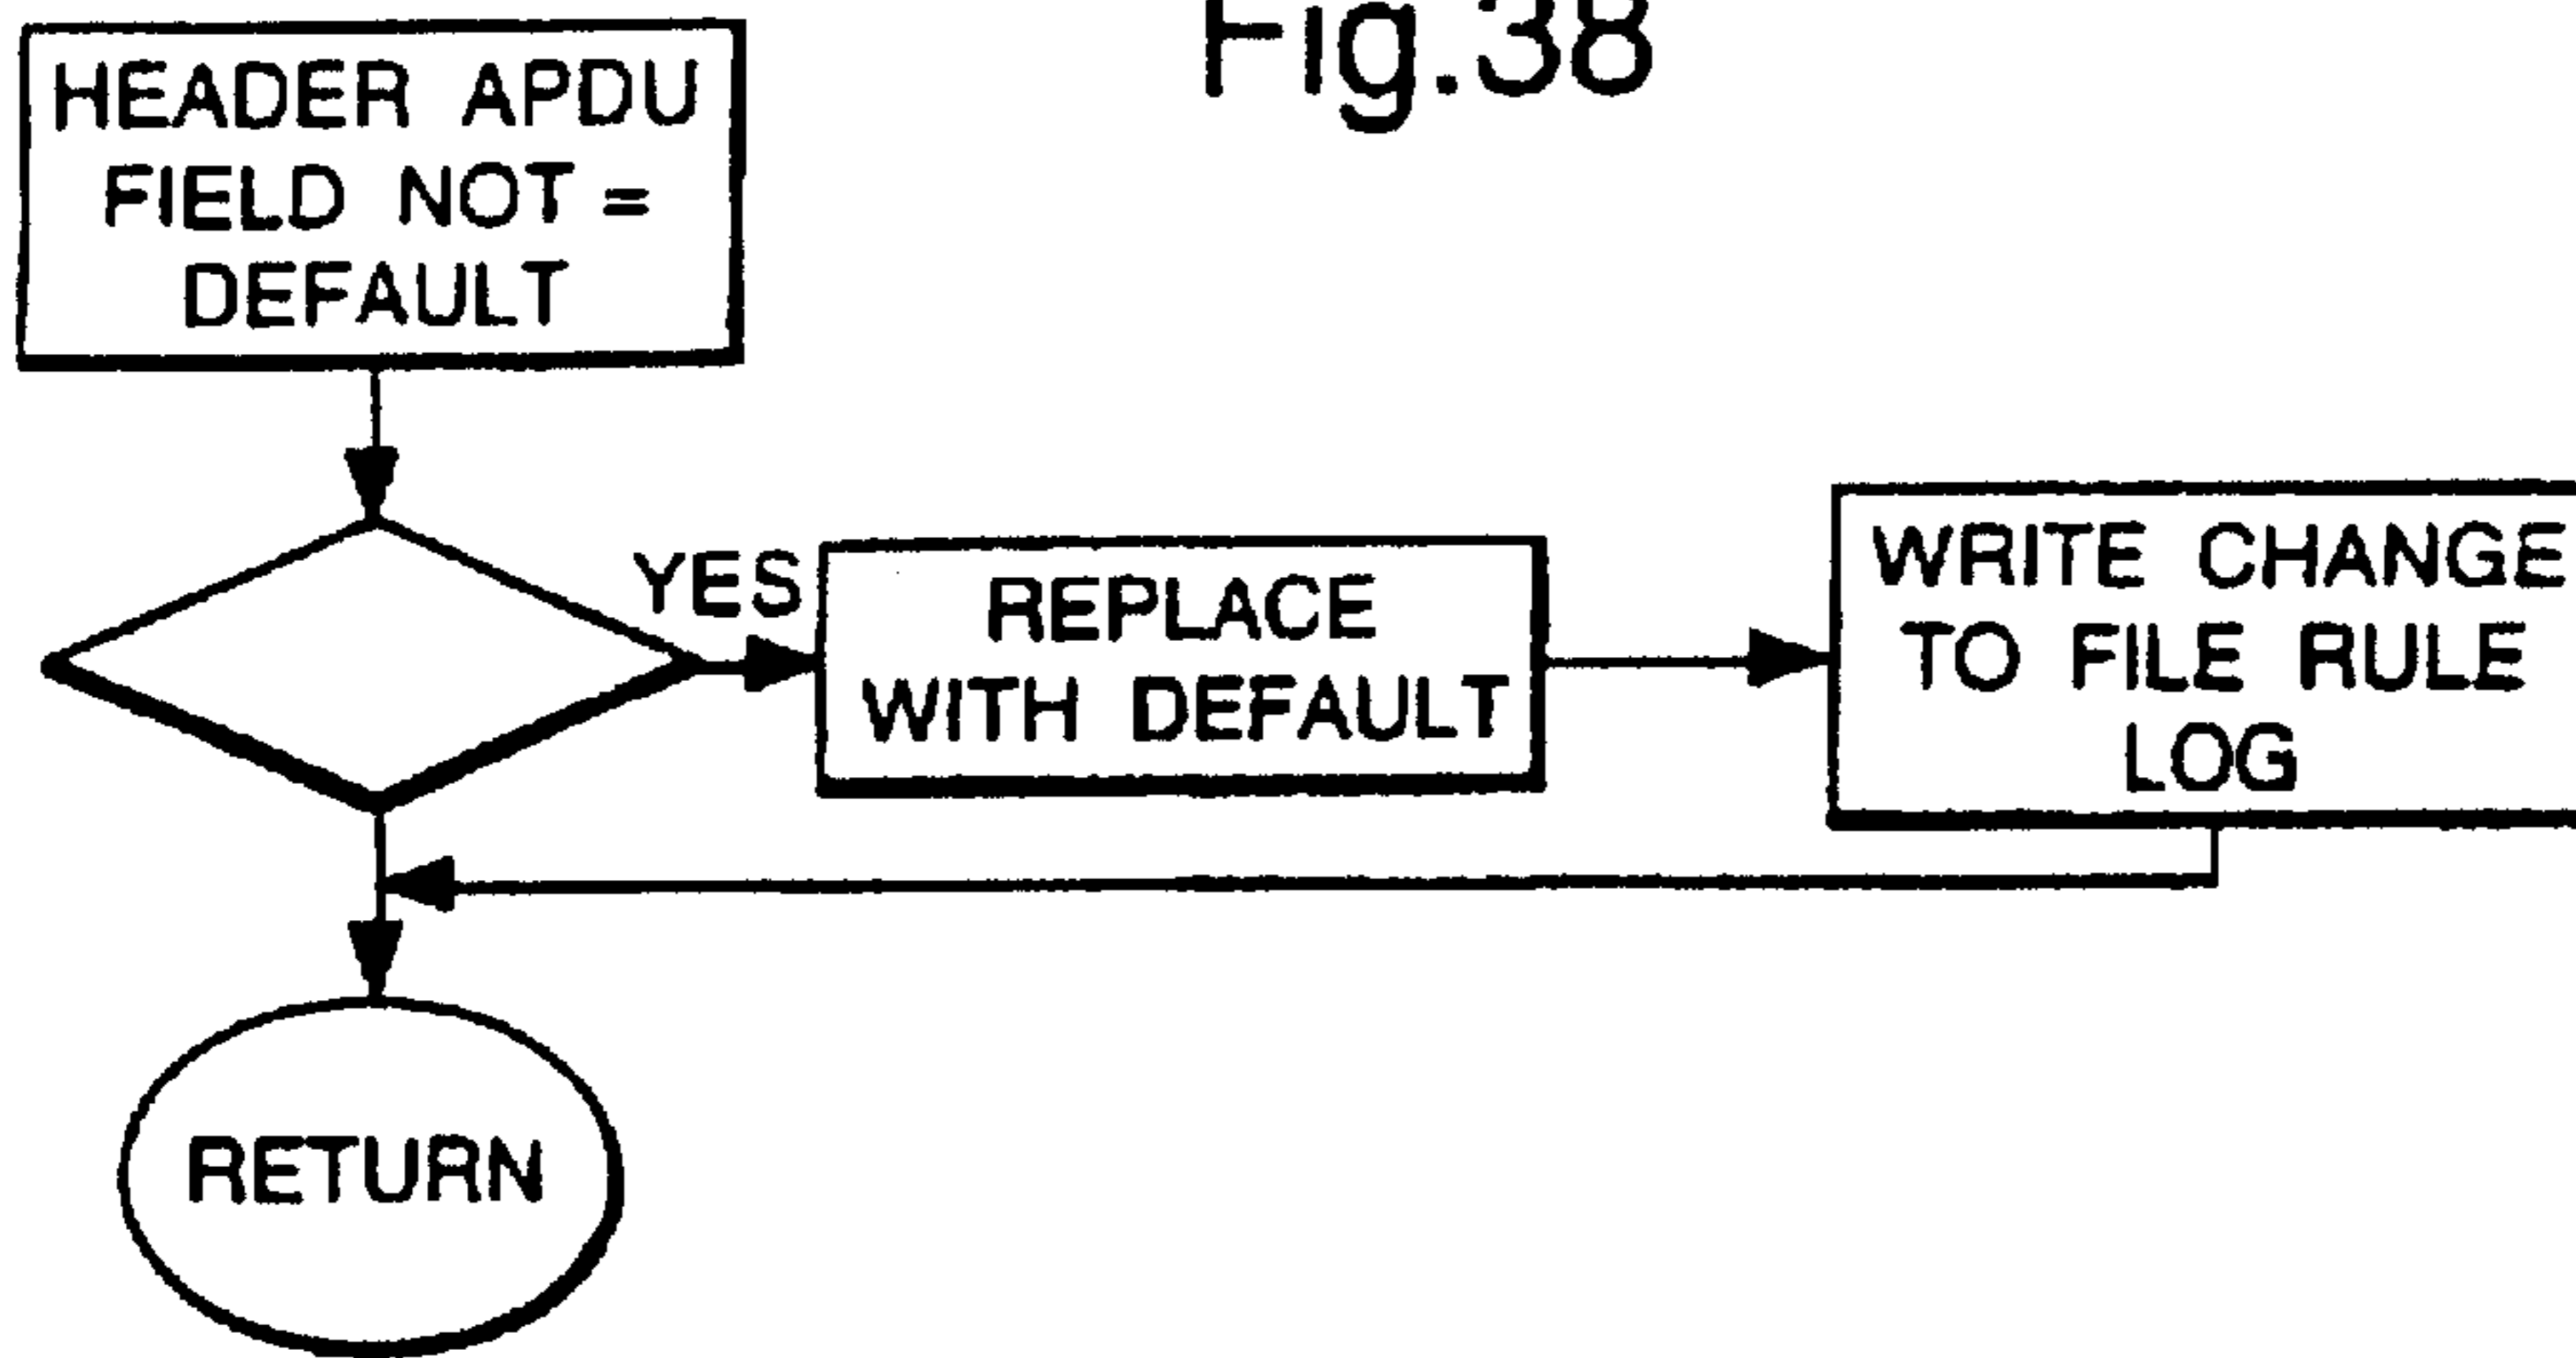 Fig.38
HEADER APDU
FIELD NOT =
DEFAULT
YES
REPLACE
WITH DEFAULT
WRITE CHANGE
TO FILE RULE
LOG
RETURN